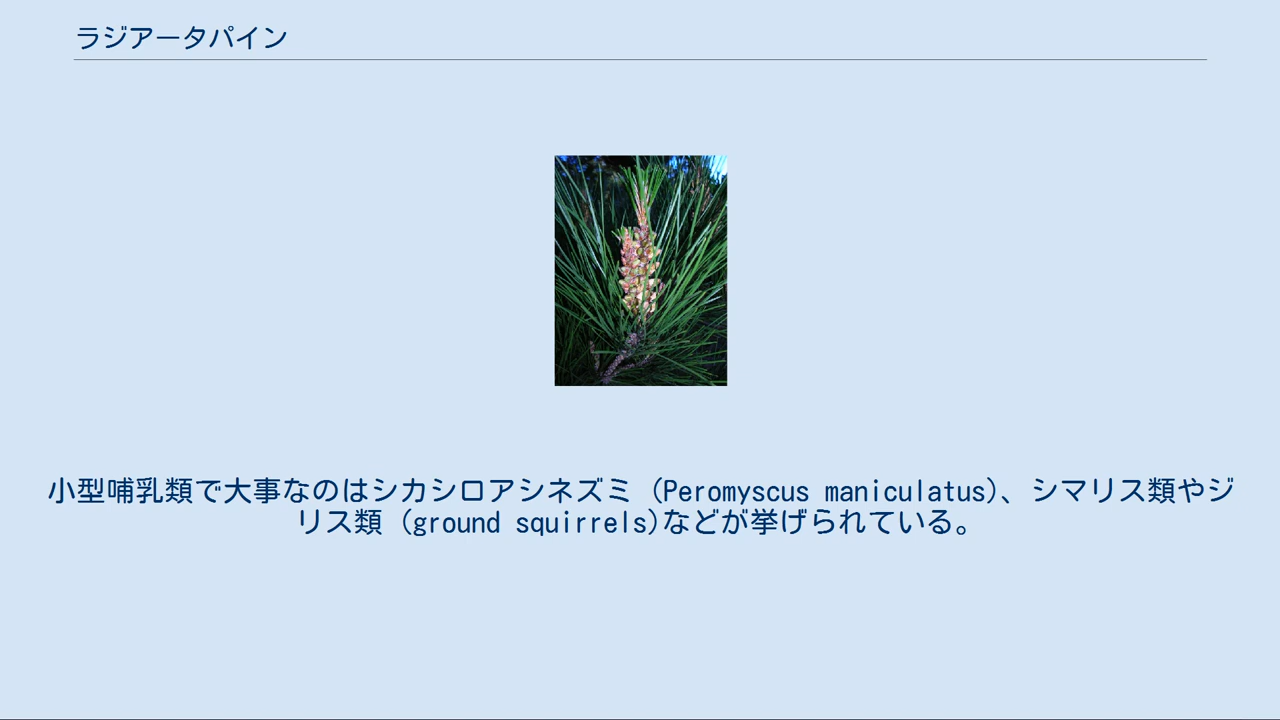 ラジアータパイン
小型哺乳類で大事なのはシカシロアシネズミ (Peromyscus maniculatus)、シマリス類やジ
リス類 (ground squirrels)などが挙げられている。